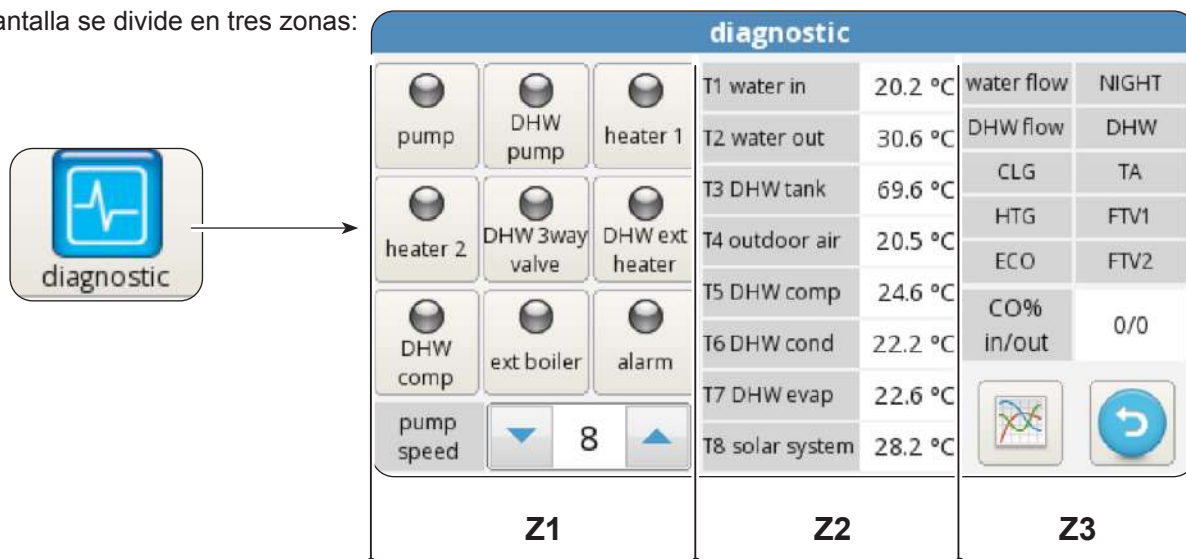 antalla se divide en tres zonas:
diagnostic
diagnostic
pump
DHW
pump
heater 1
heater 2
DHW 3way
valve
DHW ext
heater
DHW
comp
ext boiler
alarm
pump
speed
8
T1 water in 20.2 °C
T2 water out 30.6 °C
T3 DHW tank 69.6 °C
T4 outdoor air 20.5 °C
T5 DHW comp 24.6 °C
T6 DHW cond 22.2 °C
T7 DHW evap 22.6 °C
T8 solar system 28.2 °C
water flow NIGHT
DHW flow DHW
CLG TA
HTG FTV1
ECO FTV2
CO%
in/out
0/0
Z1 Z2 Z3